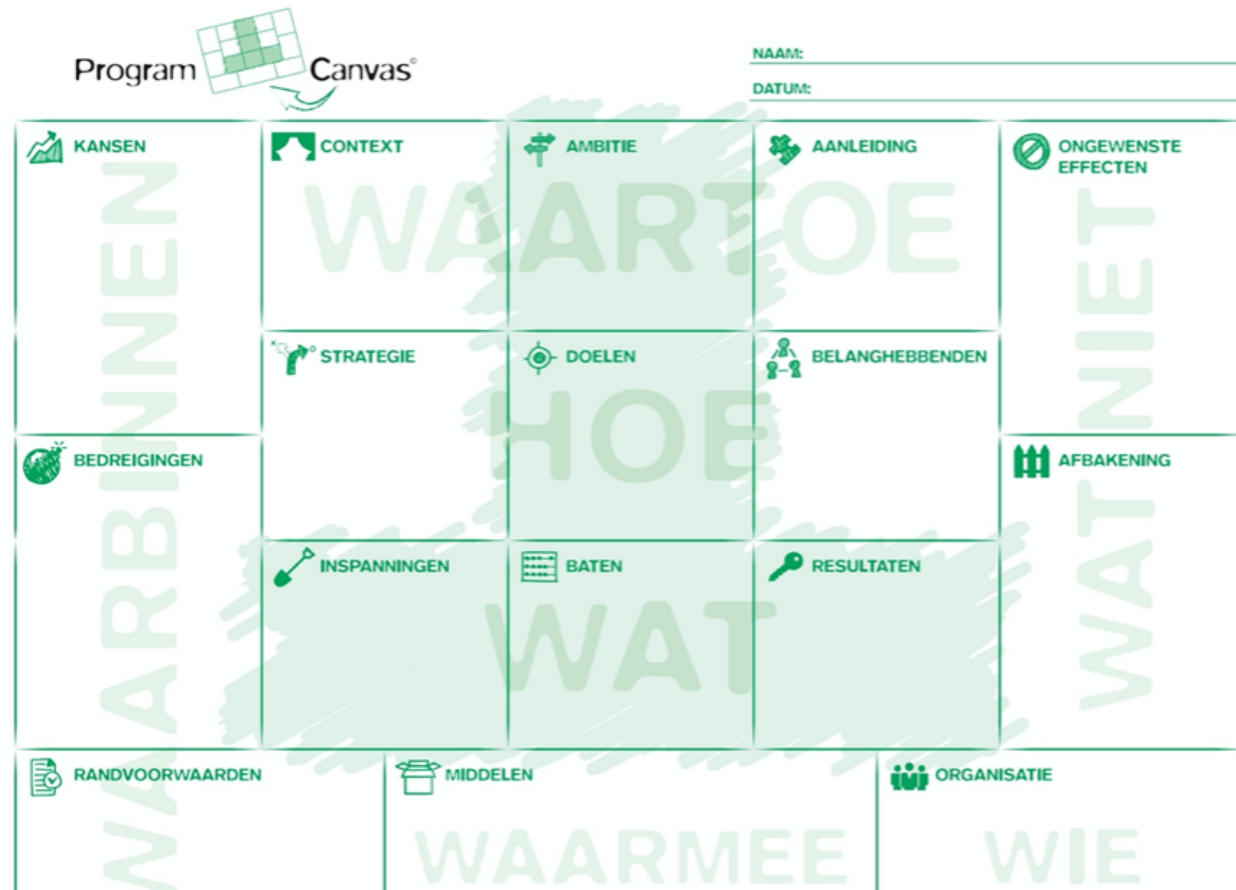 Program Canvas©
NAAM:
DATUM:
KANSEN
CONTEXT
AMBITIE
AANLEIDING
ONGEWENSTE
EFFECTEN
WAARTOE
STRATEGIE
DOELEN
BELANGHEBBENDEN
HOE
BEDREIGINGEN
AFBAKENING
INSPANNINGEN
BATEN
RESULTATEN
WAT
WAARBINNEN
WAT NIET
RANDVOORWAARDEN
MIDDELEN
ORGANISATIE
WAARMEE
WIE